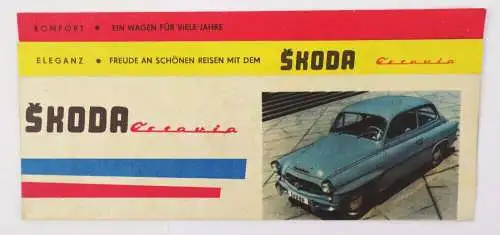 KOMFORT • EIN WAGEN FÜR VIELE JAHRE
ELEGANZ • FREUDE AN SCHÖNEN REISEN MIT DEM ŠKODA Octavia
ŠKODA Octavia